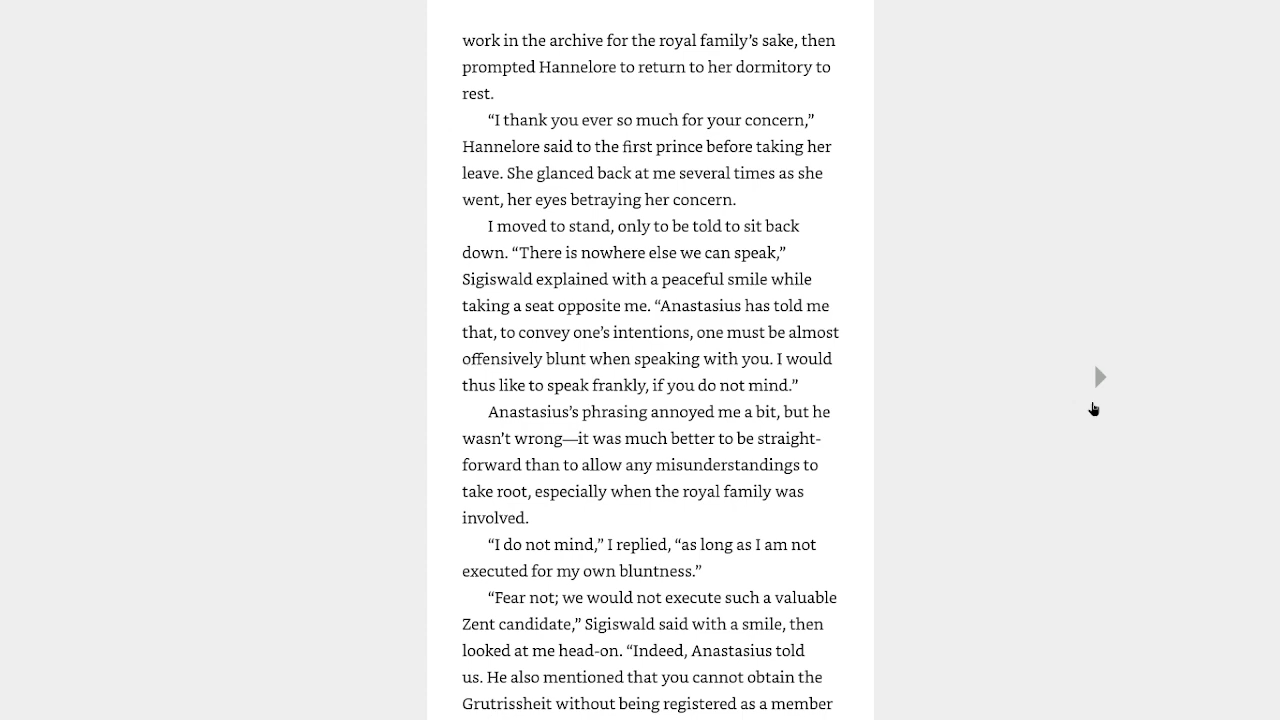 work in the archive for the royal family’s sake, then
prompted Hannelore to return to her dormitory to
rest.
“I thank you ever so much for your concern,”
Hannelore said to the first prince before taking her
leave. She glanced back at me several times as she
went, her eyes betraying her concern.
I moved to stand, only to be told to sit back
down. “There is nowhere else we can speak,”
Sigiswald explained with a peaceful smile while
taking a seat opposite me. “Anastasius has told me
that, to convey one’s intentions, one must be almost
offensively blunt when speaking with you. I would
thus like to speak frankly, if you do not mind.”
Anastasius’s phrasing annoyed me a bit, but he
wasn’t wrong—it was much better to be straight-
forward than to allow any misunderstandings to
take root, especially when the royal family was
involved.
“I do not mind,” I replied, “as long as I am not
executed for my own bluntness.”
“Fear not; we would not execute such a valuable
Zent candidate,” Sigiswald said with a smile, then
looked at me head-on. “Indeed, Anastasius told
us. He also mentioned that you cannot obtain the
Grutrissheit without being registered as a member